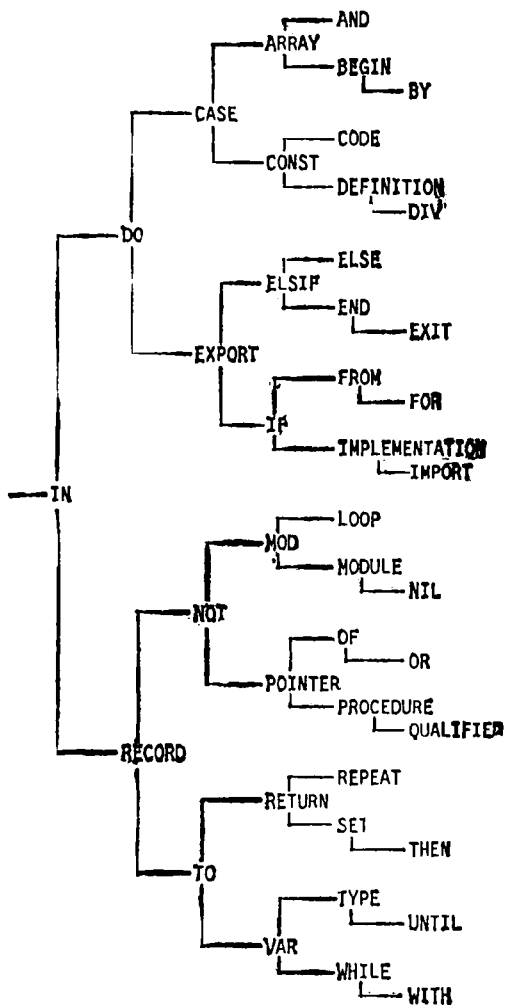 AND
ARRAY
BEGIN
BY
CASE
CODE
CONST
DEFINITION
DIV
DO
ELSE
ELSIF
END
EXIT
EXPORT
FROM
FOR
IF
IMPLEMENTATION
IMPORT
IN
LOOP
MOD
MODULE
NIL
NOT
OF
OR
POINTER
PROCEDURE
QUALIFIED
RECORD
REPEAT
RETURN
SET
THEN
TO
TYPE
UNTIL
VAR
WHILE
WITH